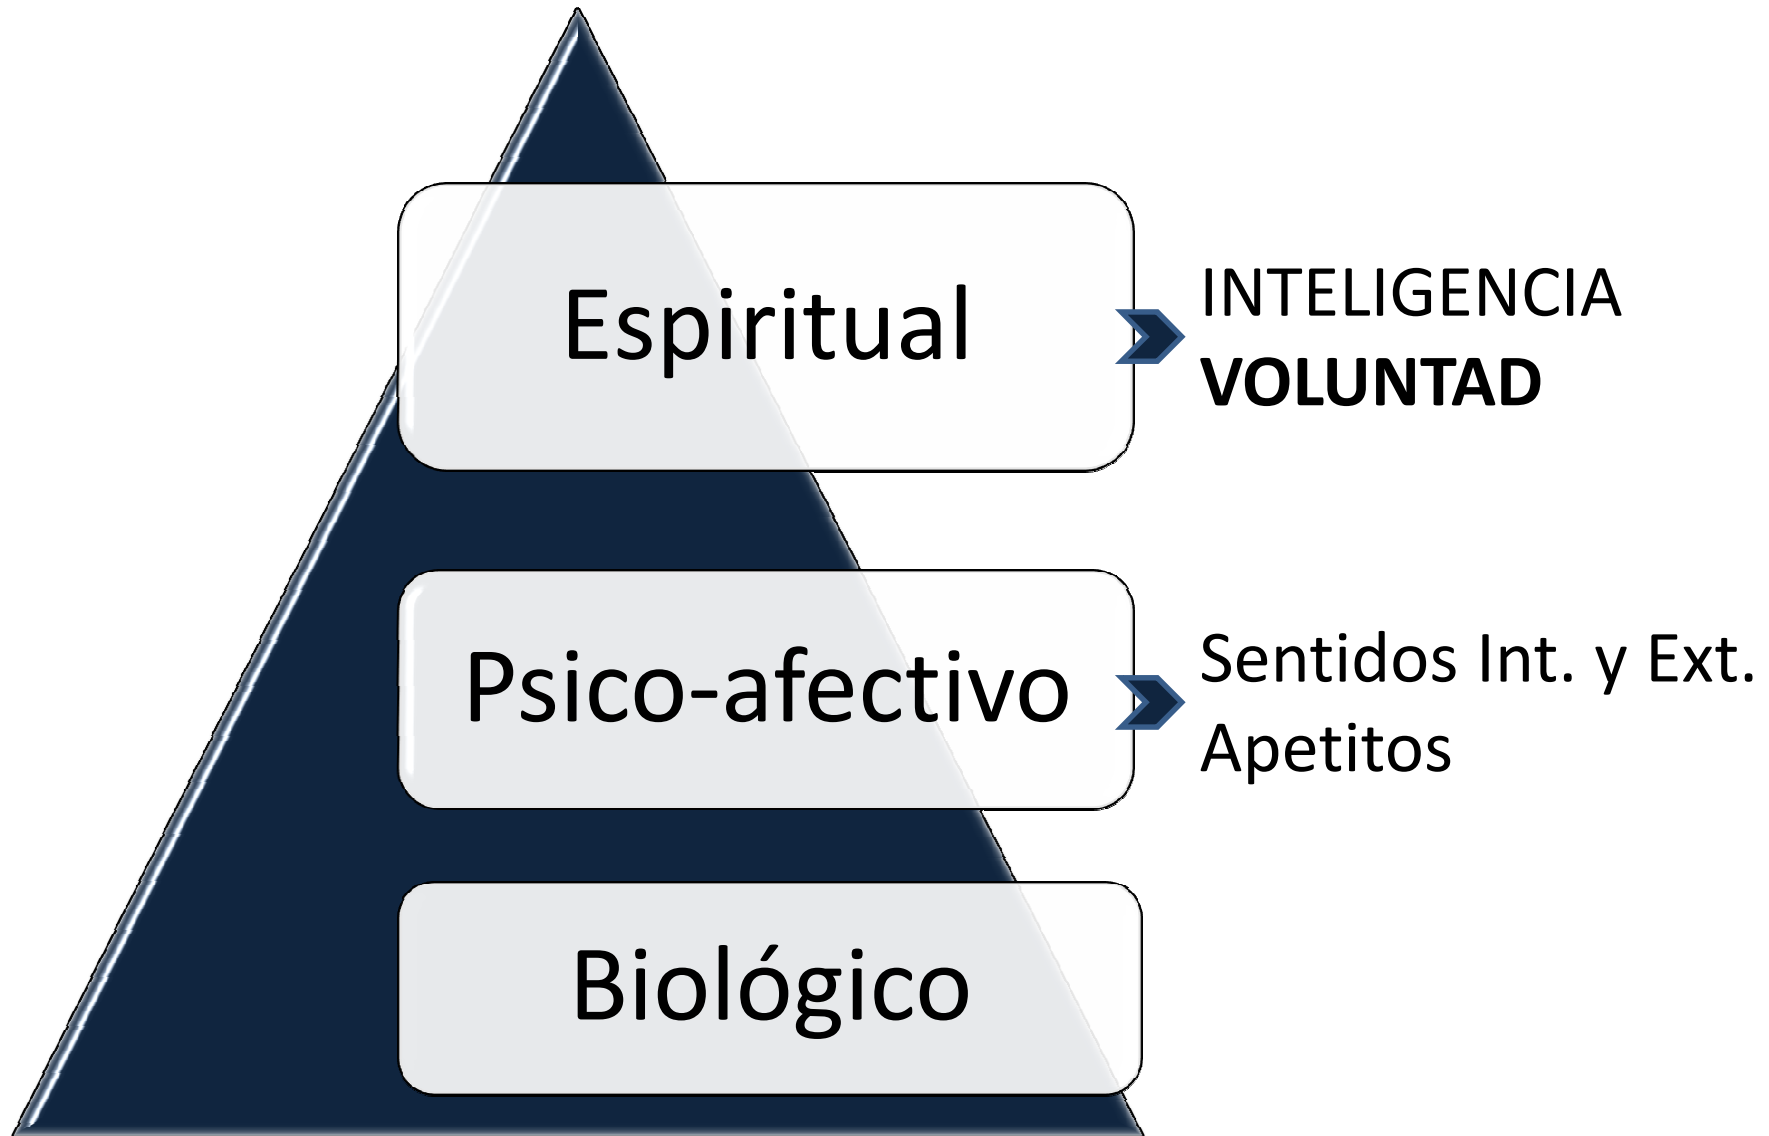 Espiritual
INTELIGENCIA
VOLUNTAD
Psico-afectivo
Sentidos Int. y Ext.
Apetitos
Biológico